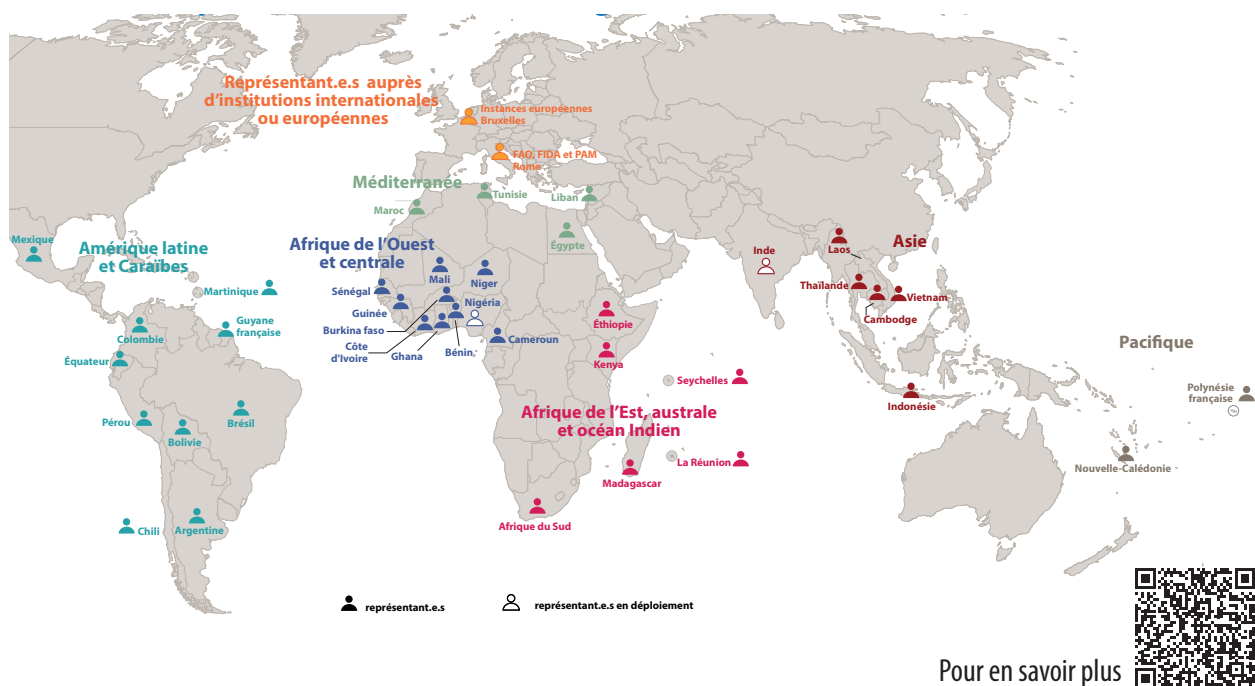 Représentant.e.s auprès
d'institutions internationales
ou européennes
Instances européennes
Bruxelles
FAO, FIDA et PAM
Rome
Méditerranée
Tunisie
Liban
Maroc
Égypte
Mexique
Amérique latine
et Caraïbes
Martinique
Guyane
française
Colombie
Équateur
Pérou
Brésil
Bolivie
Chili
Argentine
Afrique de l'Ouest
et centrale
Mali
Niger
Sénégal
Nigéria
Guinée
Burkina faso
Côte
d'Ivoire
Ghana
Bénin
Cameroun
Éthiopie
Kenya
Seychelles
Afrique de l'Est, australe
et océan Indien
La Réunion
Madagascar
Afrique du Sud
Inde
Laos
Asie
Thaïlande
Vietnam
Cambodge
Indonésie
Pacifique
Polynésie
française
Nouvelle-Calédonie
représentant.e.s
représentant.e.s en déploiement
Pour en savoir plus